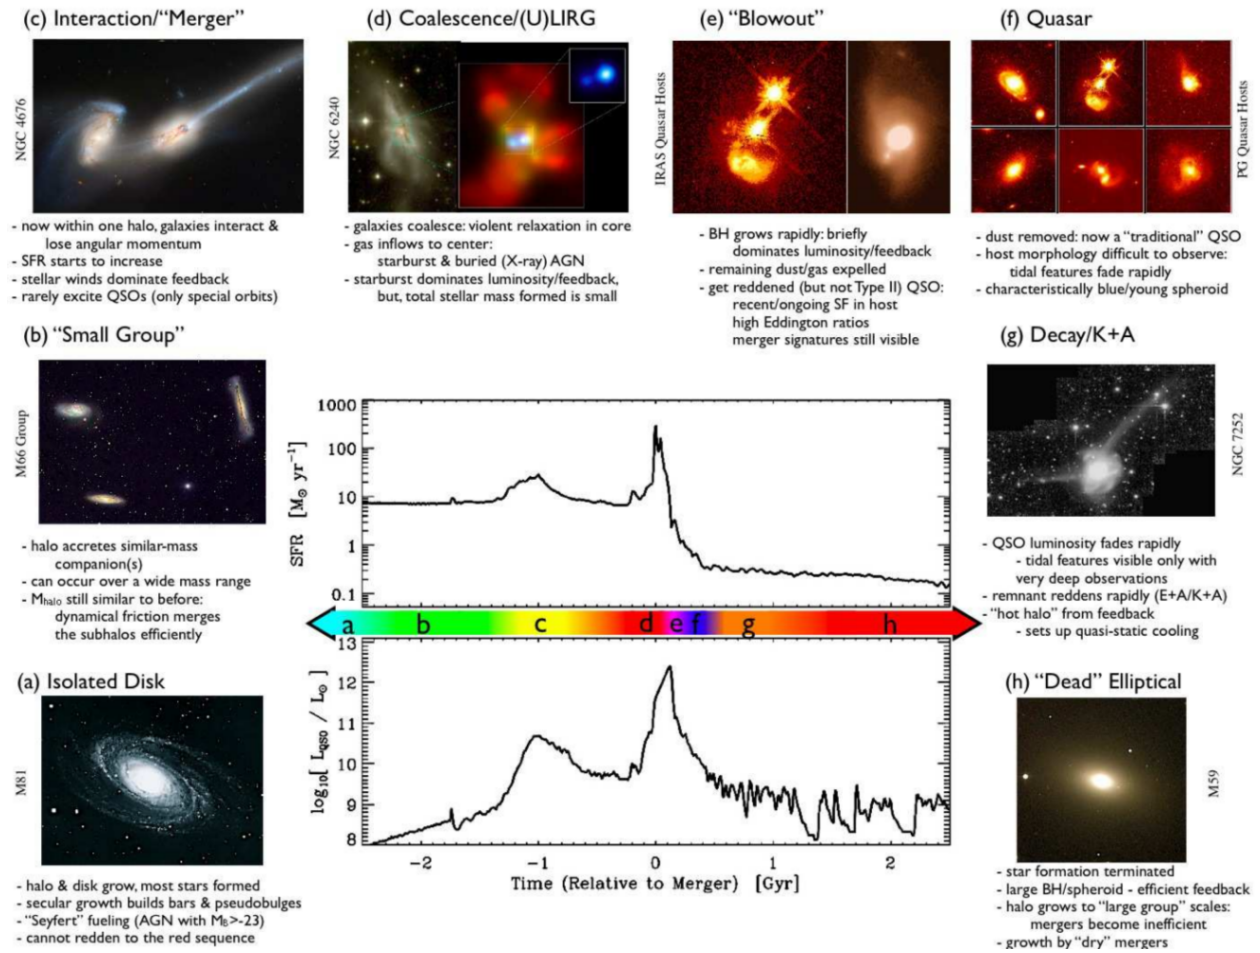 (c) Interaction/“Merger”
NGC 4676
- now within one halo, galaxies interact &
lose angular momentum
- SFR starts to increase
- stellar winds dominate feedback
- rarely excite QSOs (only special orbits)
(d) Coalescence/(U)LIRG
NGC 6240
- galaxies coalesce: violent relaxation in core
- gas inflows to center:
starburst & buried (X-ray) AGN
- starburst dominates luminosity/feedback,
but, total stellar mass formed is small
(e) “Blowout”
IRAS Quasar Hosts
- BH grows rapidly: briefly
dominates luminosity/feedback
- remaining dust/gas expelled
- get reddened (but not Type II) QSO:
recent/ongoing SF in host
high Eddington ratios
merger signatures still visible
(f) Quasar
PG Quasar Hosts
- dust removed: now a “traditional” QSO
- host morphology difficult to observe:
tidal features fade rapidly
- characteristically blue/young spheroid
(b) “Small Group”
M66 Group
- halo accretes similar-mass
companion(s)
- can occur over a wide mass range
- Mhalo still similar to before:
dynamical friction merges
the subhalos efficiently
(a) Isolated Disk
M81
- halo & disk grow, most stars formed
- secular growth builds bars & pseudobulges
- “Seyfert” fueling (AGN with MB>-23)
- cannot redden to the red sequence
1000
100
10
1
0.1
SFR [M⊙ yr⁻¹]
a b c d e f g h
13
12
11
10
9
8
log10[ LQSO / L⊙ ]
-2 -1 0 1 2
Time (Relative to Merger) [Gyr]
(g) Decay/K+A
NGC 7252
- QSO luminosity fades rapidly
- tidal features visible only with
very deep observations
- remnant reddens rapidly (E+A/K+A)
- “hot halo” from feedback
- sets up quasi-static cooling
(h) “Dead” Elliptical
M59
- star formation terminated
- large BH/spheroid - efficient feedback
- halo grows to “large group” scales:
mergers become inefficient
- growth by “dry” mergers